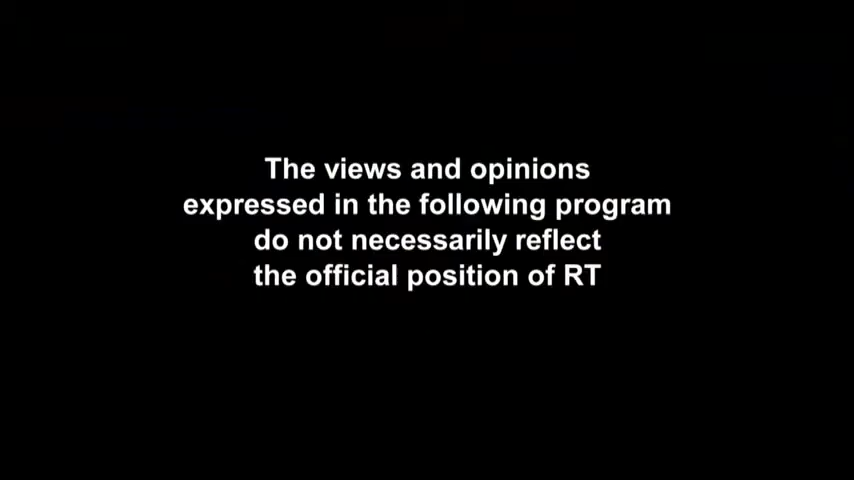 The views and opinions
expressed in the following program
do not necessarily reflect
the official position of RT